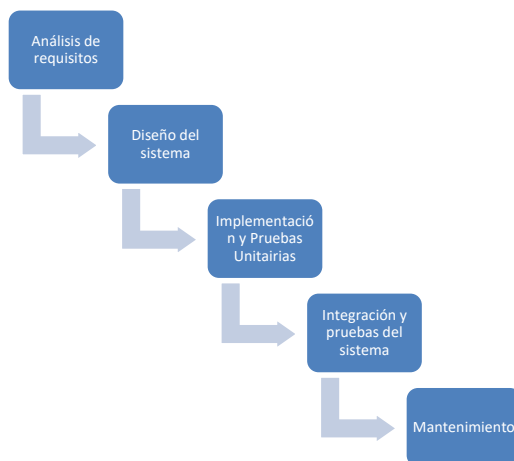 Análisis de
requisitos
Diseño del
sistema
Implementació
n y Pruebas
Unitairias
Integración y
pruebas del
sistema
Mantenimiento